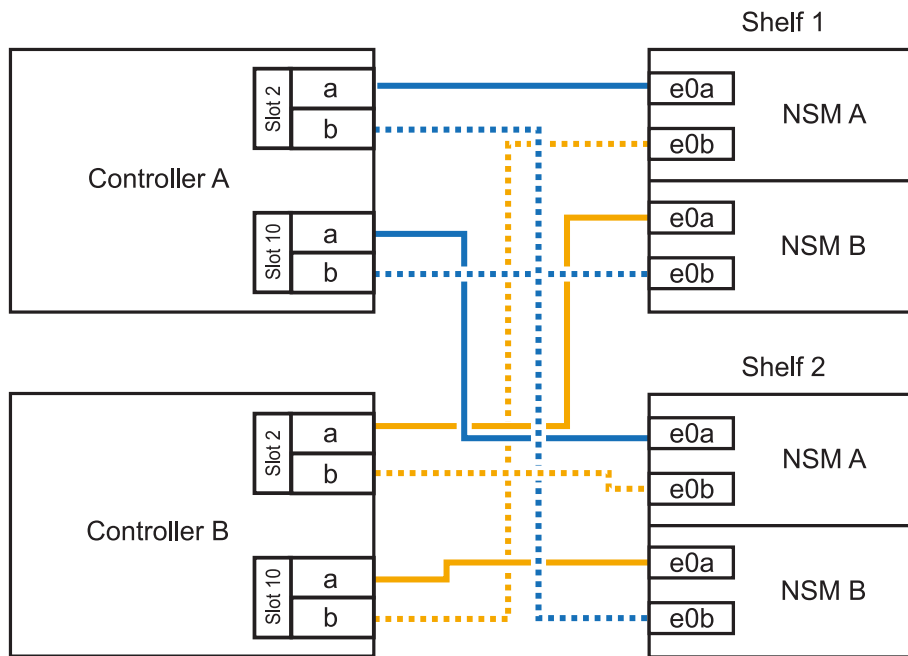 Shelf 1
Controller A
Slot 2
a
b
Slot 10
a
b
e0a
e0b
NSM A
e0a
e0b
NSM B
Shelf 2
Controller B
Slot 2
a
b
Slot 10
a
b
e0a
e0b
NSM A
e0a
e0b
NSM B